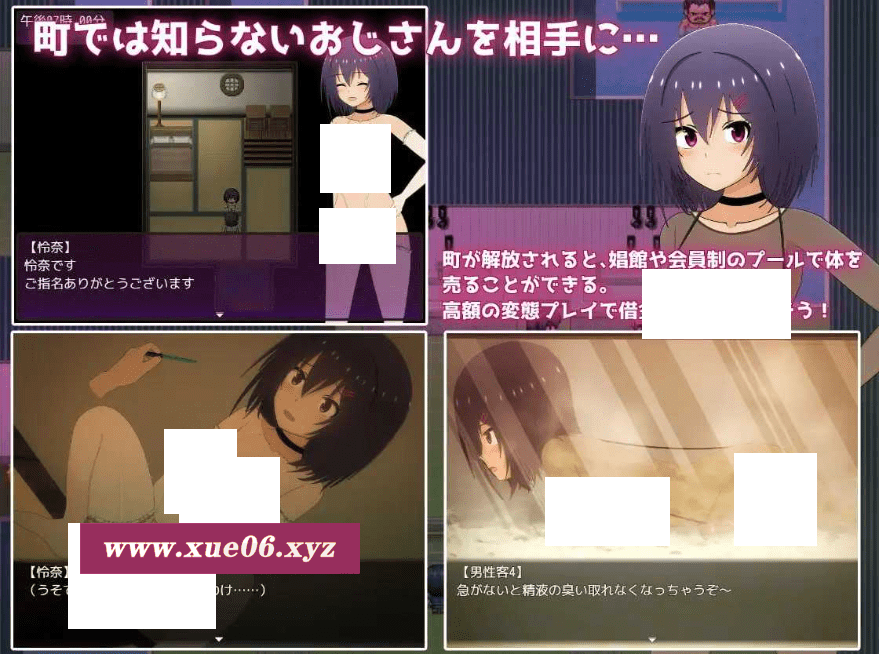 午後07時00分
町では知らないおじさんを相手に…
【怜奈】
怜奈です
ご指名ありがとうございます
町が解放されると、娼館や会員制のプールで体を
売ることができる。
高額の変態プレイで借 う!
www.xue06.xyz
【怜奈】
(うそ け……)
【男性客4】
急がないと精液の臭い取れなくなっちゃうぞ~